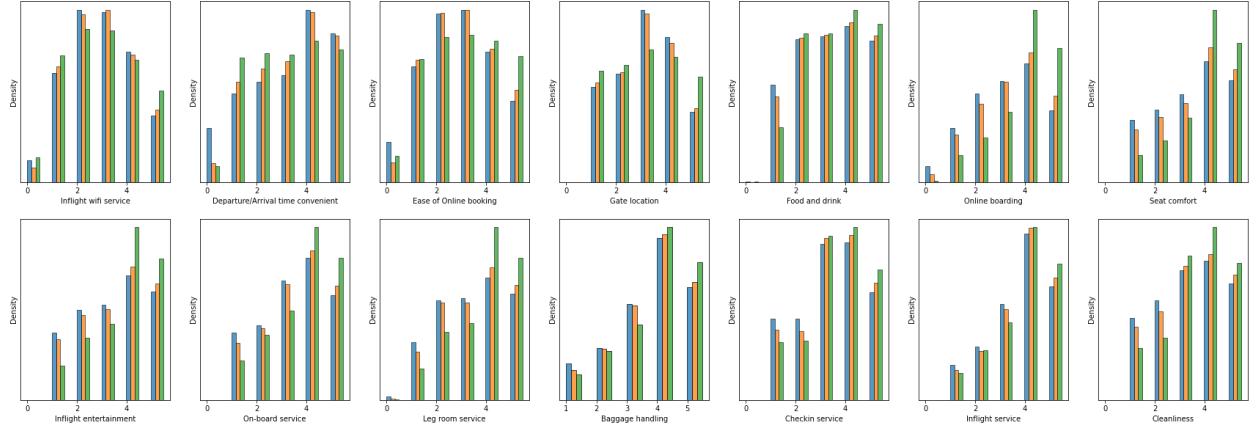 Density
0 2 4
Inflight wifi service
Density
0 2 4
Departure/Arrival time convenient
Density
0 2 4
Ease of Online booking
Density
0 2 4
Gate location
Density
0 2 4
Food and drink
Density
0 2 4
Online boarding
Density
0 2 4
Seat comfort
Density
0 2 4
Inflight entertainment
Density
0 2 4
On-board service
Density
0 2 4
Leg room service
Density
1 2 3 4 5
Baggage handling
Density
0 2 4
Checkin service
Density
0 2 4
Inflight service
Density
0 2 4
Cleanliness